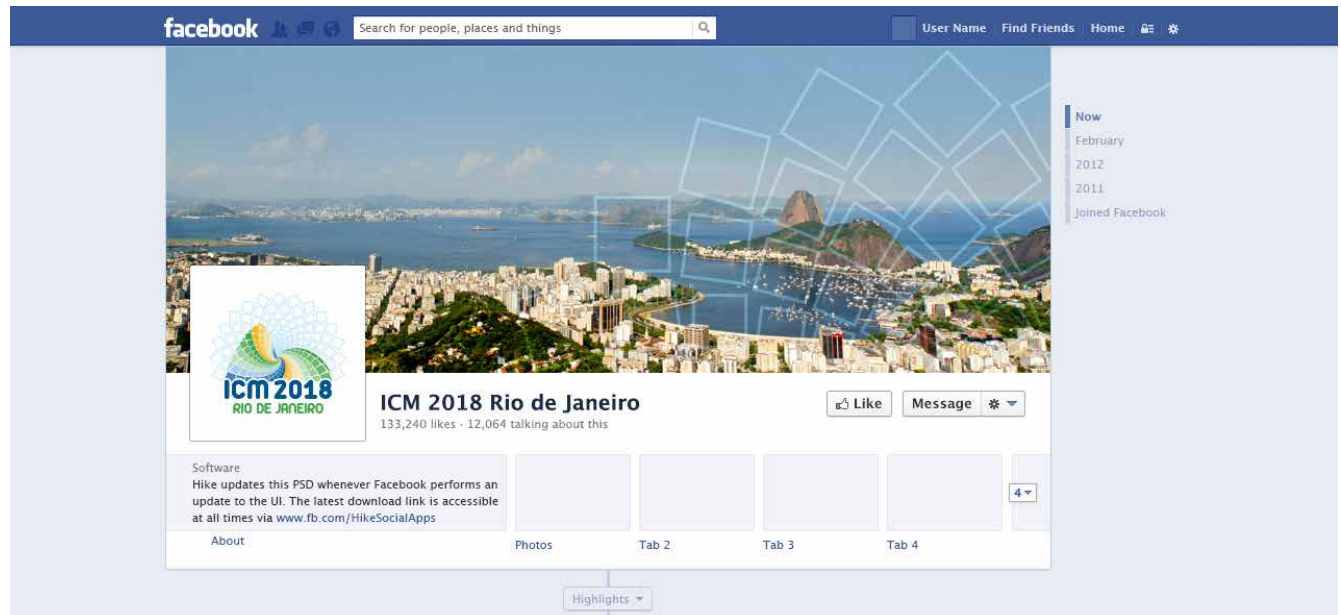 facebook
Search for people, places and things
User Name Find Friends Home
Now
February
2012
2011
Joined Facebook
ICM 2018
RIO DE JANEIRO
ICM 2018 Rio de Janeiro
133,240 likes · 12,064 talking about this
Like
Message
Software
Hike updates this PSD whenever Facebook performs an
update to the UI. The latest download link is accessible
at all times via www.fb.com/HikeSocialApps
4
About
Photos
Tab 2
Tab 3
Tab 4
Highlights